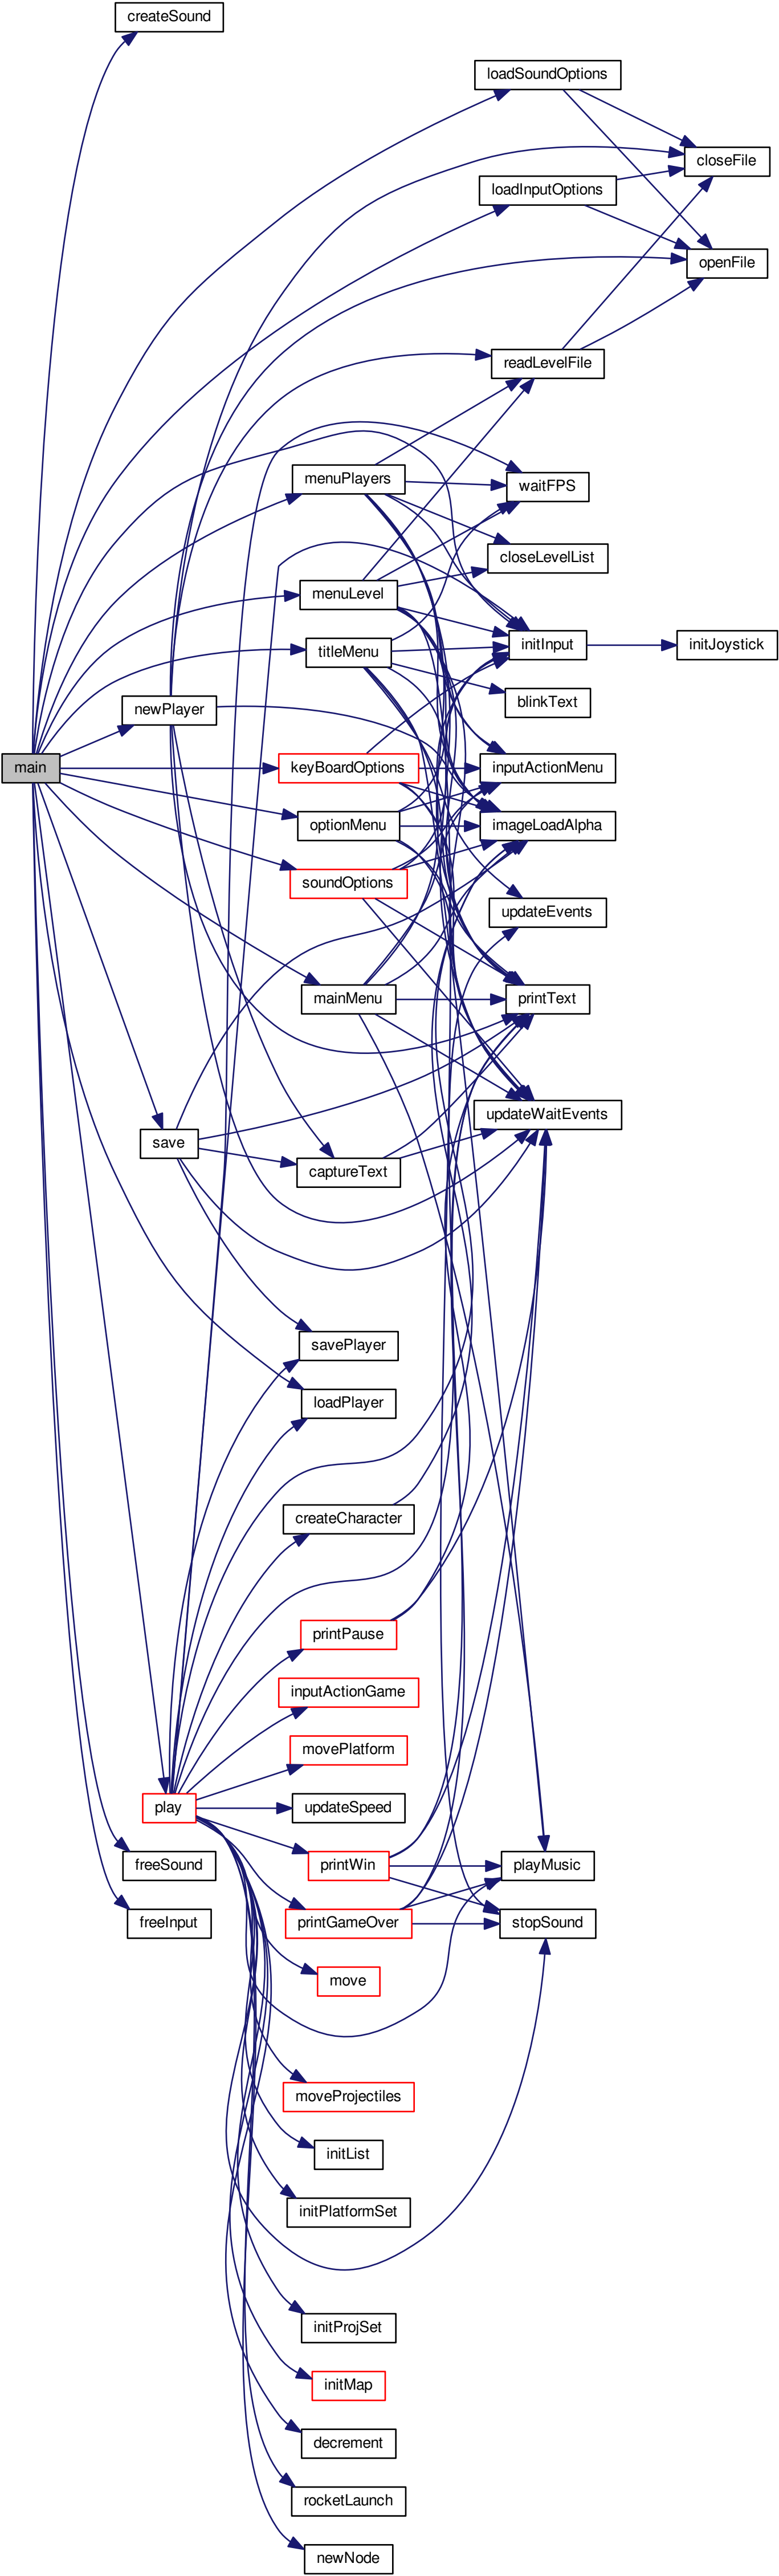 createSound
loadSoundOptions
closeFile
loadInputOptions
openFile
readLevelFile
menuPlayers
waitFPS
closeLevelList
menuLevel
initInput
initJoystick
titleMenu
blinkText
newPlayer
main
keyBoardOptions
inputActionMenu
optionMenu
imageLoadAlpha
soundOptions
updateEvents
mainMenu
printText
updateWaitEvents
save
captureText
savePlayer
loadPlayer
createCharacter
printPause
inputActionGame
movePlatform
play
updateSpeed
freeSound
printWin
playMusic
freeInput
printGameOver
stopSound
move
moveProjectiles
initList
initPlatformSet
initProjSet
initMap
decrement
rocketLaunch
newNode